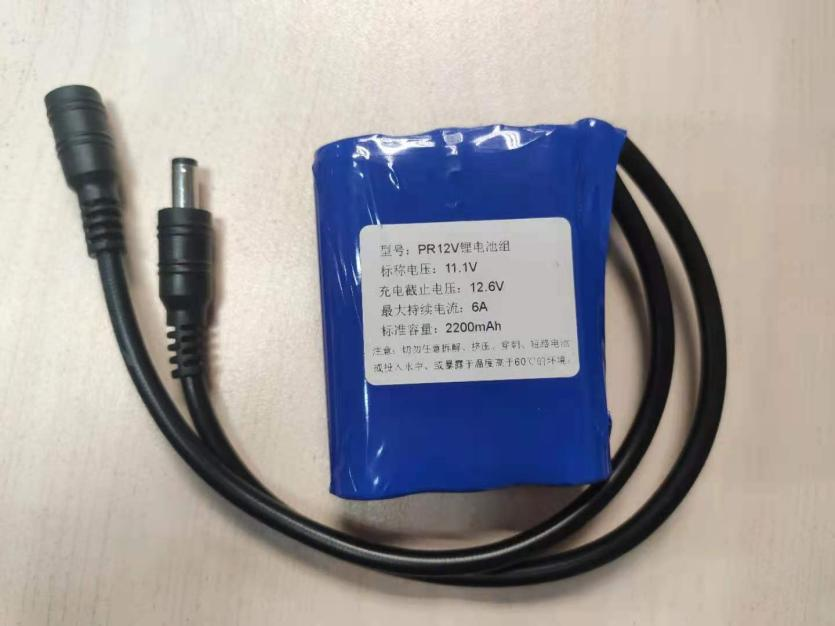 型号：PR12V锂电池组
标称电压：11.1V
充电截止电压：12.6V
最大持续电流：6A
标准容量：2200mAh
注意：切勿任意拆解、挤压、穿刺、短路电池
或投入水中、或暴露于温度高于60℃的环境。